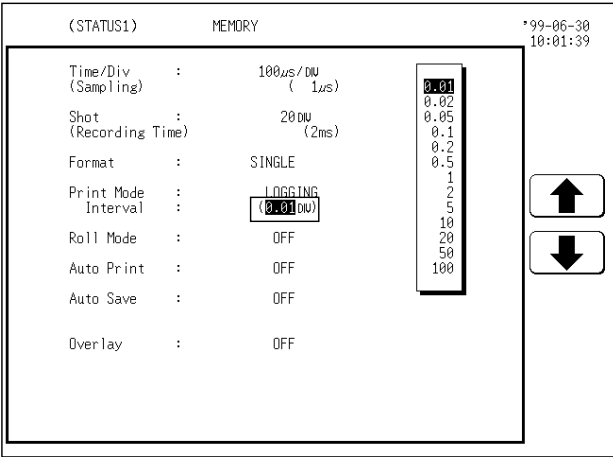 (STATUS1) MEMORY '99-06-30
10:01:39
Time/Div : 100µs/DIV
(Sampling) ( 1µs)
Shot : 20DIV
(Recording Time) (2ms)
Format : SINGLE
Print Mode : LOGGING
Interval : (0.01DIV)
Roll Mode : OFF
Auto Print : OFF
Auto Save : OFF
Overlay : OFF
0.01
0.02
0.05
0.1
0.2
0.5
1
2
5
10
20
50
100